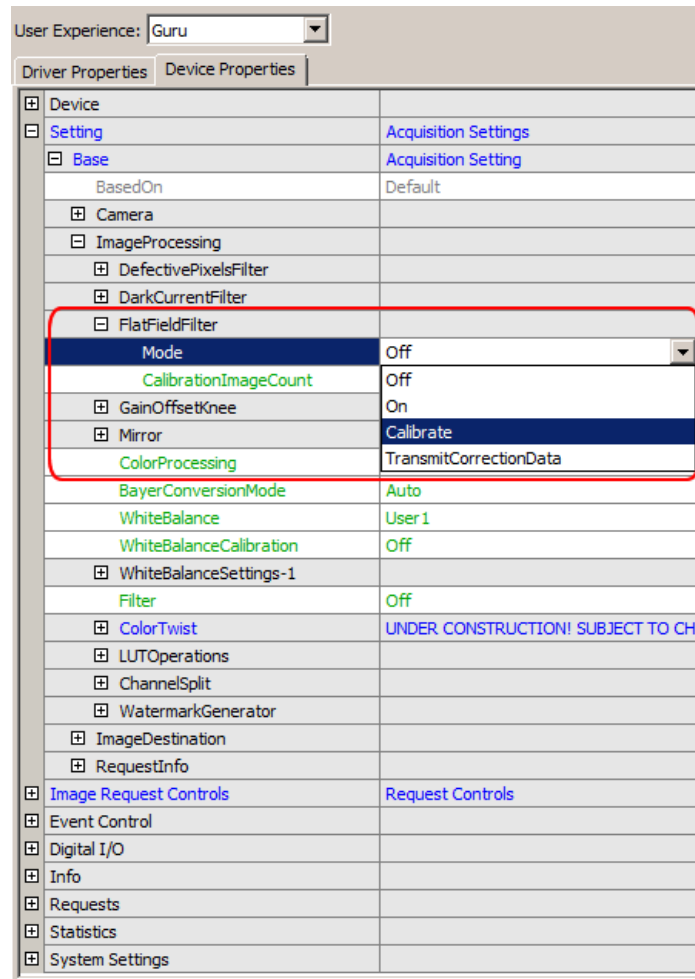 User Experience: Guru
Driver Properties Device Properties
Device
Setting Acquisition Settings
Base Acquisition Setting
BasedOn Default
Camera
ImageProcessing
DefectivePixelsFilter
DarkCurrentFilter
FlatFieldFilter
Mode Off
CalibrationImageCount Off
GainOffsetKnee On
Mirror Calibrate
ColorProcessing TransmitCorrectionData
BayerConversionMode Auto
WhiteBalance User1
WhiteBalanceCalibration Off
WhiteBalanceSettings-1
Filter Off
ColorTwist UNDER CONSTRUCTION! SUBJECT TO CH
LUTOperations
ChannelSplit
WatermarkGenerator
ImageDestination
RequestInfo
Image Request Controls Request Controls
Event Control
Digital I/O
Info
Requests
Statistics
System Settings